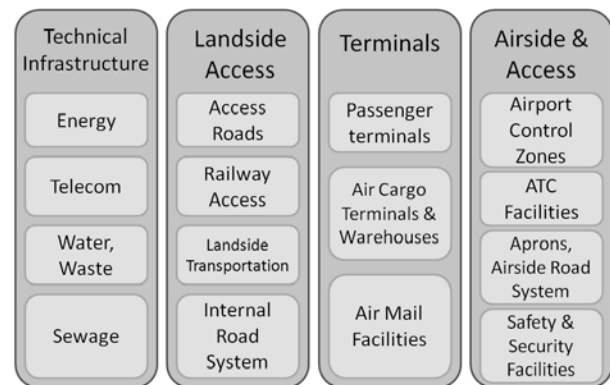 Technical
Infrastructure
Energy
Telecom
Water,
Waste
Sewage
Landside
Access
Access
Roads
Railway
Access
Landside
Transportation
Internal
Road
System
Terminals
Passenger
terminals
Air Cargo
Terminals &
Warehouses
Air Mail
Facilities
Airside &
Access
Airport
Control
Zones
ATC
Facilities
Aprons,
Airside Road
System
Safety &
Security
Facilities